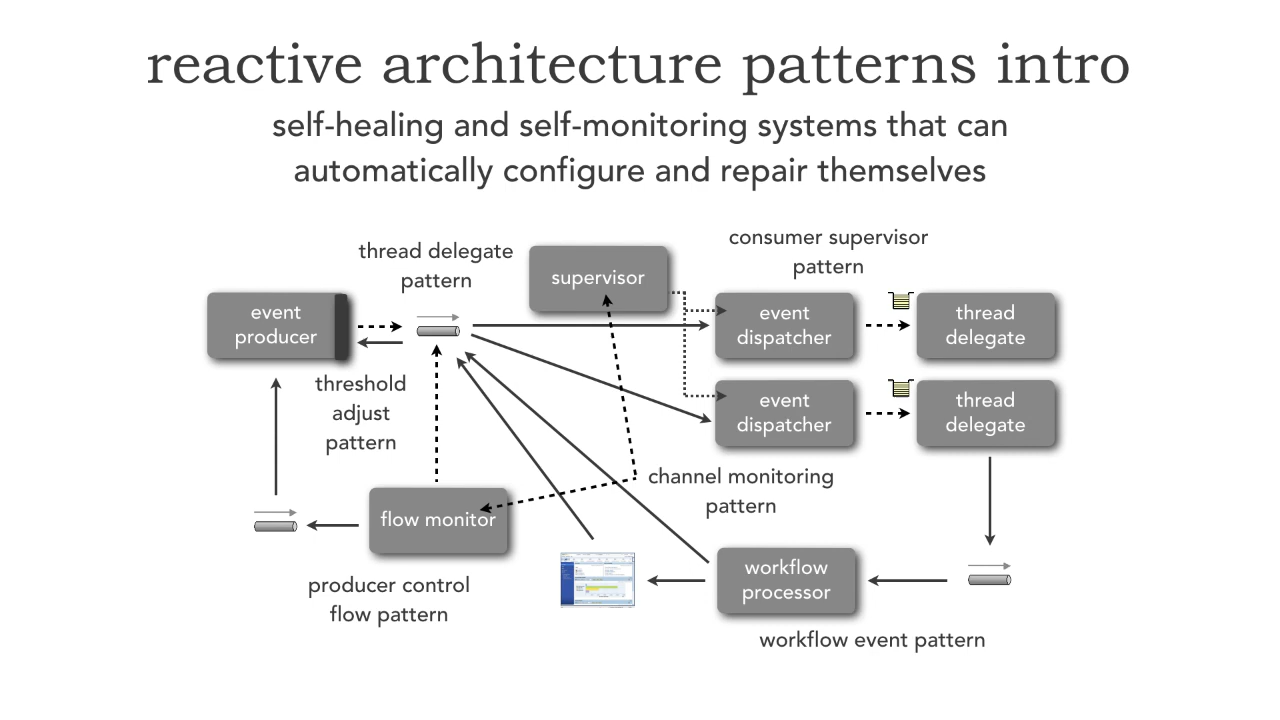 reactive architecture patterns intro
self-healing and self-monitoring systems that can
automatically configure and repair themselves
thread delegate
pattern
supervisor
consumer supervisor
pattern
event
producer
event
dispatcher
thread
delegate
threshold
adjust
pattern
event
dispatcher
thread
delegate
channel monitoring
pattern
flow monitor
producer control
flow pattern
workflow
processor
workflow event pattern